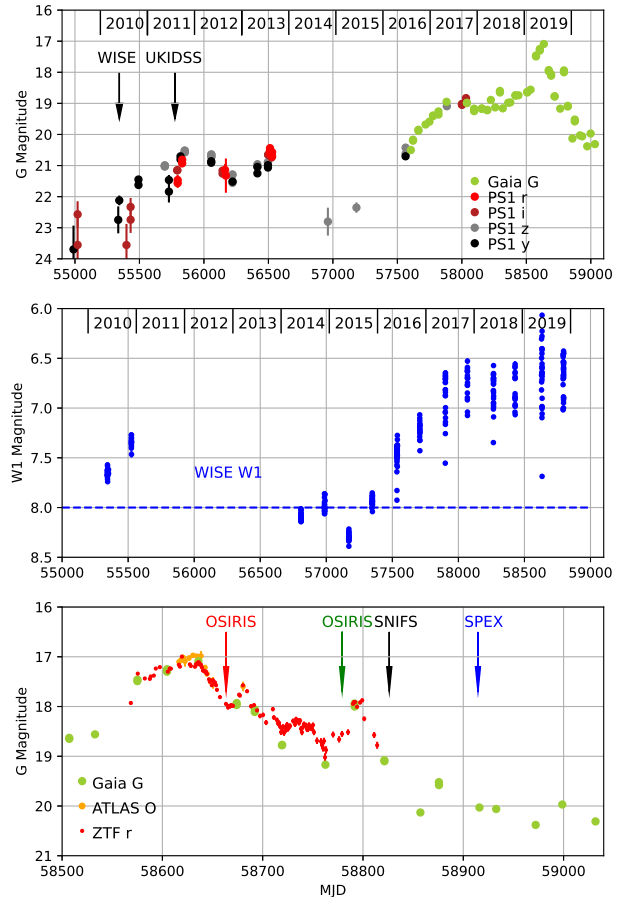 16
17
18
19
20
21
22
23
24
G Magnitude
2010 2011 2012 2013 2014 2015 2016 2017 2018 2019
WISE UKIDSS
Gaia G
PS1 r
PS1 i
PS1 z
PS1 y
55000 55500 56000 56500 57000 57500 58000 58500 59000
6.0
6.5
7.0
7.5
8.0
8.5
W1 Magnitude
2010 2011 2012 2013 2014 2015 2016 2017 2018 2019
WISE W1
55000 55500 56000 56500 57000 57500 58000 58500 59000
16
17
18
19
20
21
G Magnitude
OSIRIS OSIRIS SNIFS SPEX
Gaia G
ATLAS O
ZTF r
58500 58600 58700 58800 58900 59000
MJD